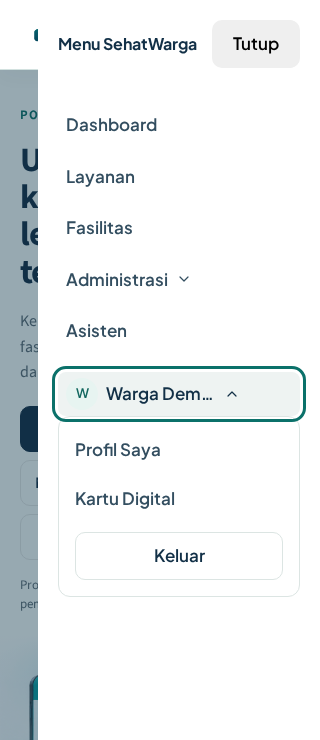 Menu SehatWarga
Tutup
Dashboard
Layanan
Fasilitas
Administrasi
Asisten
W Warga Dem...
Profil Saya
Kartu Digital
Keluar